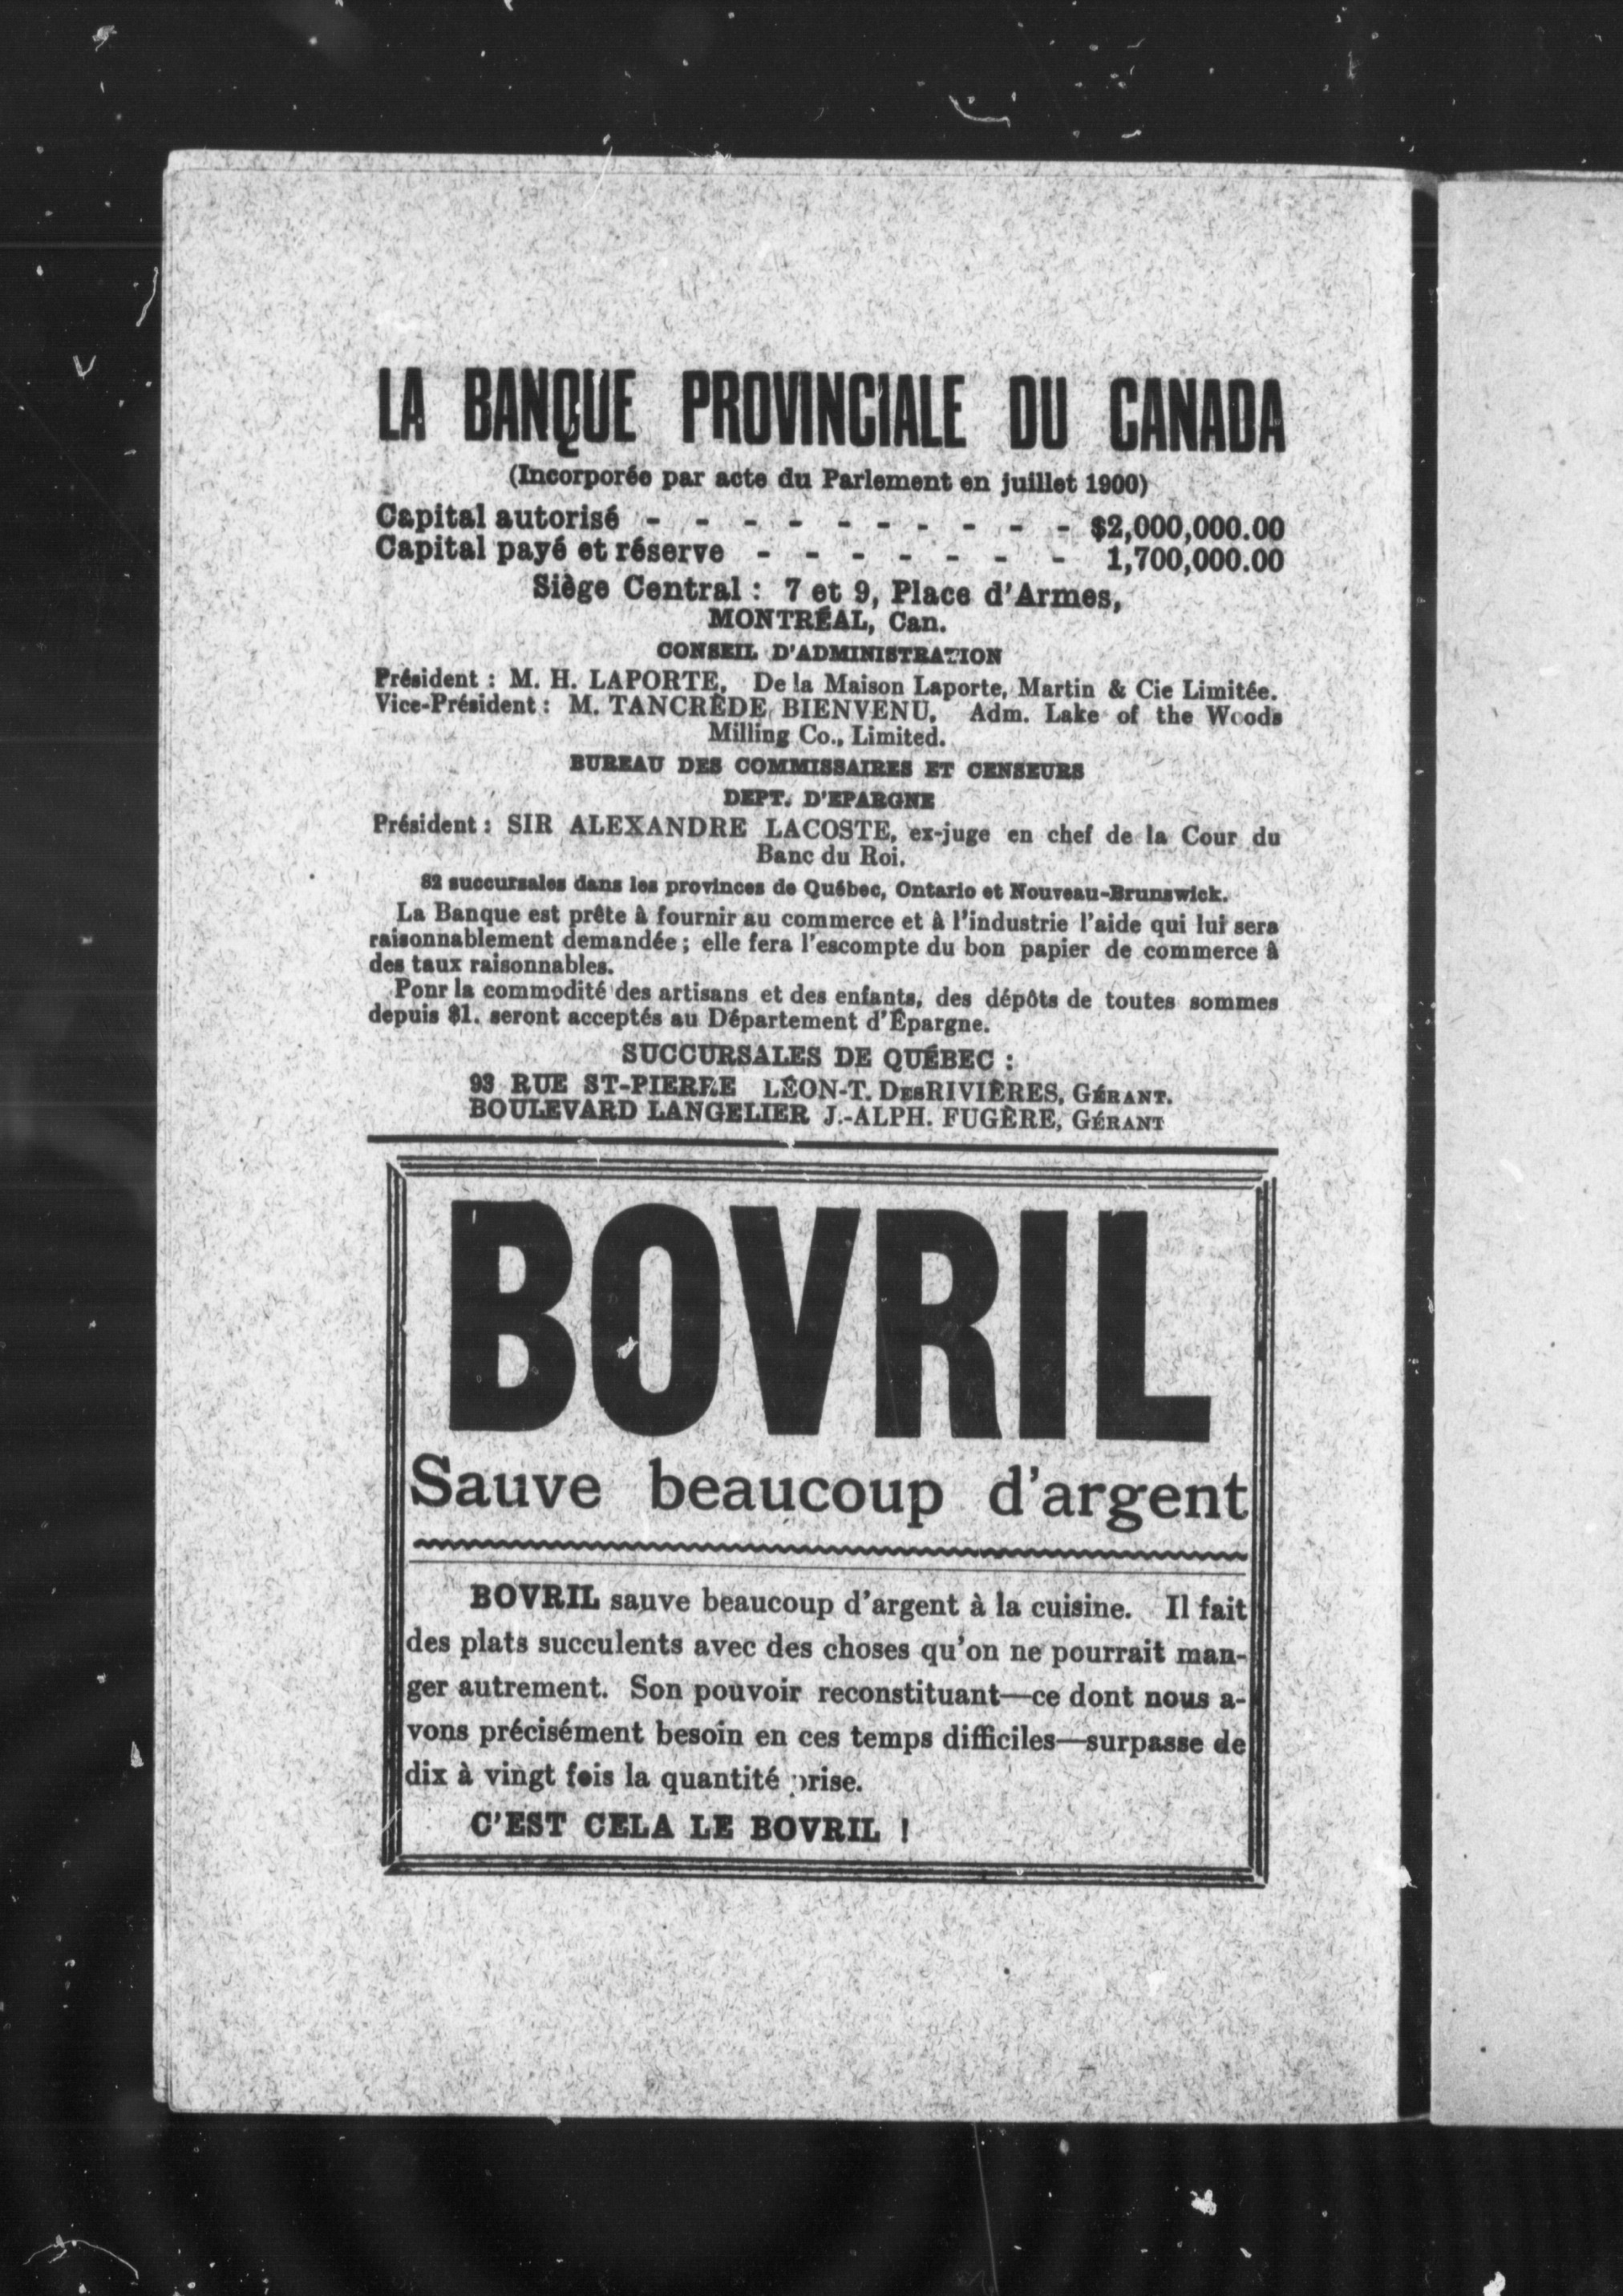 LA BANQUE PROVINCIALE DU CANADA
(Incorporée par acte du Parlement en juillet 1900)
Capital autorisé - - - - - - - - - - $2,000,000.00
Capital payé et réserve - - - - - - - 1,700,000.00
Siège Central : 7 et 9, Place d'Armes,
MONTRÉAL, Can.
CONSEIL D'ADMINISTRATION
Président : M. H. LAPORTE, De la Maison Laporte, Martin & Cie Limitée.
Vice-Président : M. TANCRÈDE BIENVENU, Adm. Lake of the Woods
Milling Co., Limited.
BUREAU DES COMMISSAIRES ET CENSEURS
DEPT. D'EPARGNE
Président : SIR ALEXANDRE LACOSTE, ex-juge en chef de la Cour du
Banc du Roi.
82 succursales dans les provinces de Québec, Ontario et Nouveau-Brunswick.
La Banque est prête à fournir au commerce et à l'industrie l'aide qui lui sera
raisonnablement demandée ; elle fera l'escompte du bon papier de commerce à
des taux raisonnables.
Ponr la commodité des artisans et des enfants, des dépôts de toutes sommes
depuis $1. seront acceptés au Département d'Épargne.
SUCCURSALES DE QUÉBEC :
93 RUE ST-PIERRE LÉON-T. DESRIVIÈRES, GÉRANT.
BOULEVARD LANGELIER J.-ALPH. FUGÈRE, GÉRANT
BOVRIL
Sauve beaucoup d'argent
BOVRIL sauve beaucoup d'argent à la cuisine. Il fait
des plats succulents avec des choses qu'on ne pourrait man-
ger autrement. Son pouvoir reconstituant—ce dont nous a-
vons précisément besoin en ces temps difficiles—surpasse de
dix à vingt fois la quantité prise.
C'EST CELA LE BOVRIL !